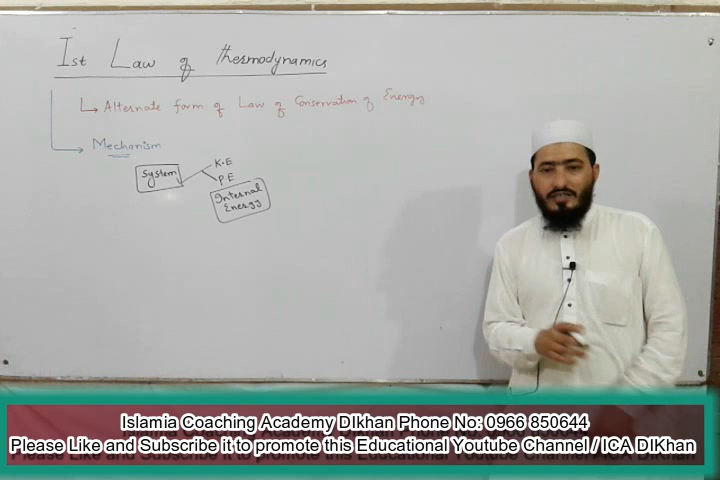 Ist Law of thermodynamics
Alternate form of Law of Conservation of Energy
Mechanism
System
K.E
P.E
Internal
Energy
Islamia Coaching Academy DIkhan Phone No: 0966 850644
Please Like and Subscribe it to promote this Educational Youtube Channel / ICA DIKhan